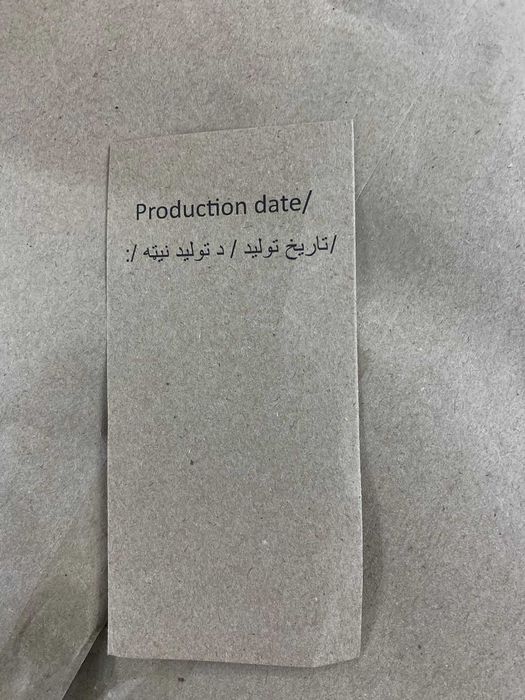 Production date/
/تاریخ تولید / د تولید نیټه /: